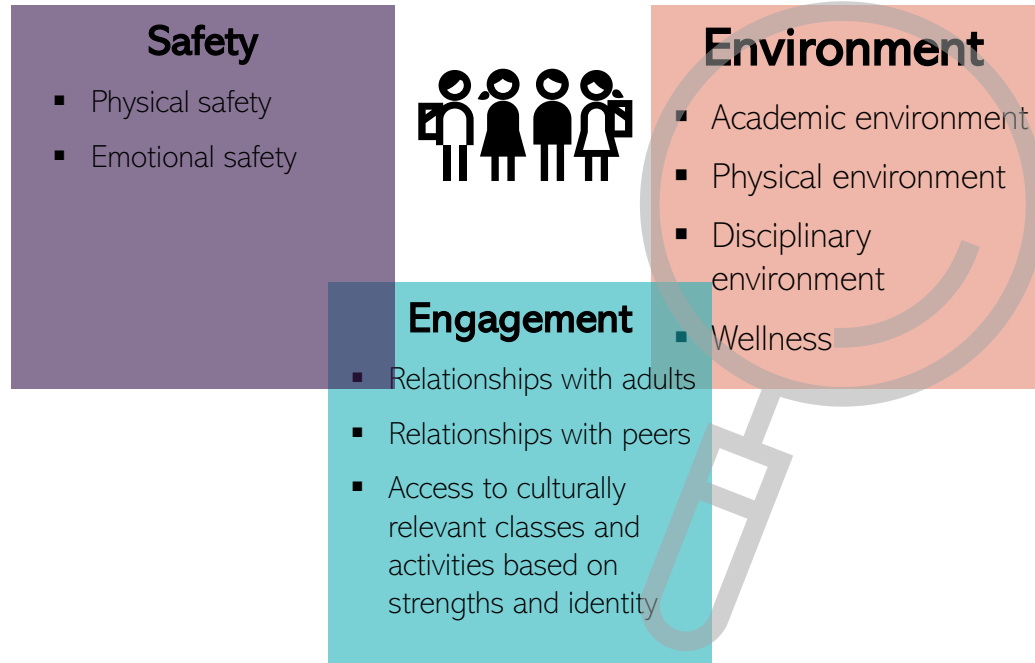 Safety
▪ Physical safety
▪ Emotional safety
Environment
▪ Academic environment
▪ Physical environment
▪ Disciplinary
environment
▪ Wellness
Engagement
▪ Relationships with adults
▪ Relationships with peers
▪ Access to culturally
relevant classes and
activities based on
strengths and identity